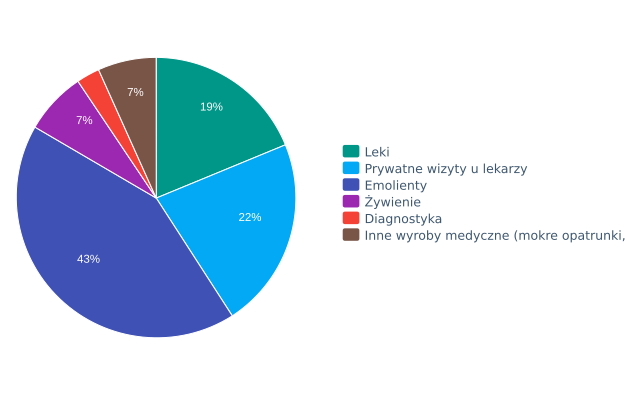 7%
19%
7%
22%
43%
Leki
Prywatne wizyty u lekarzy
Emolienty
Żywienie
Diagnostyka
Inne wyroby medyczne (mokre opatrunki,